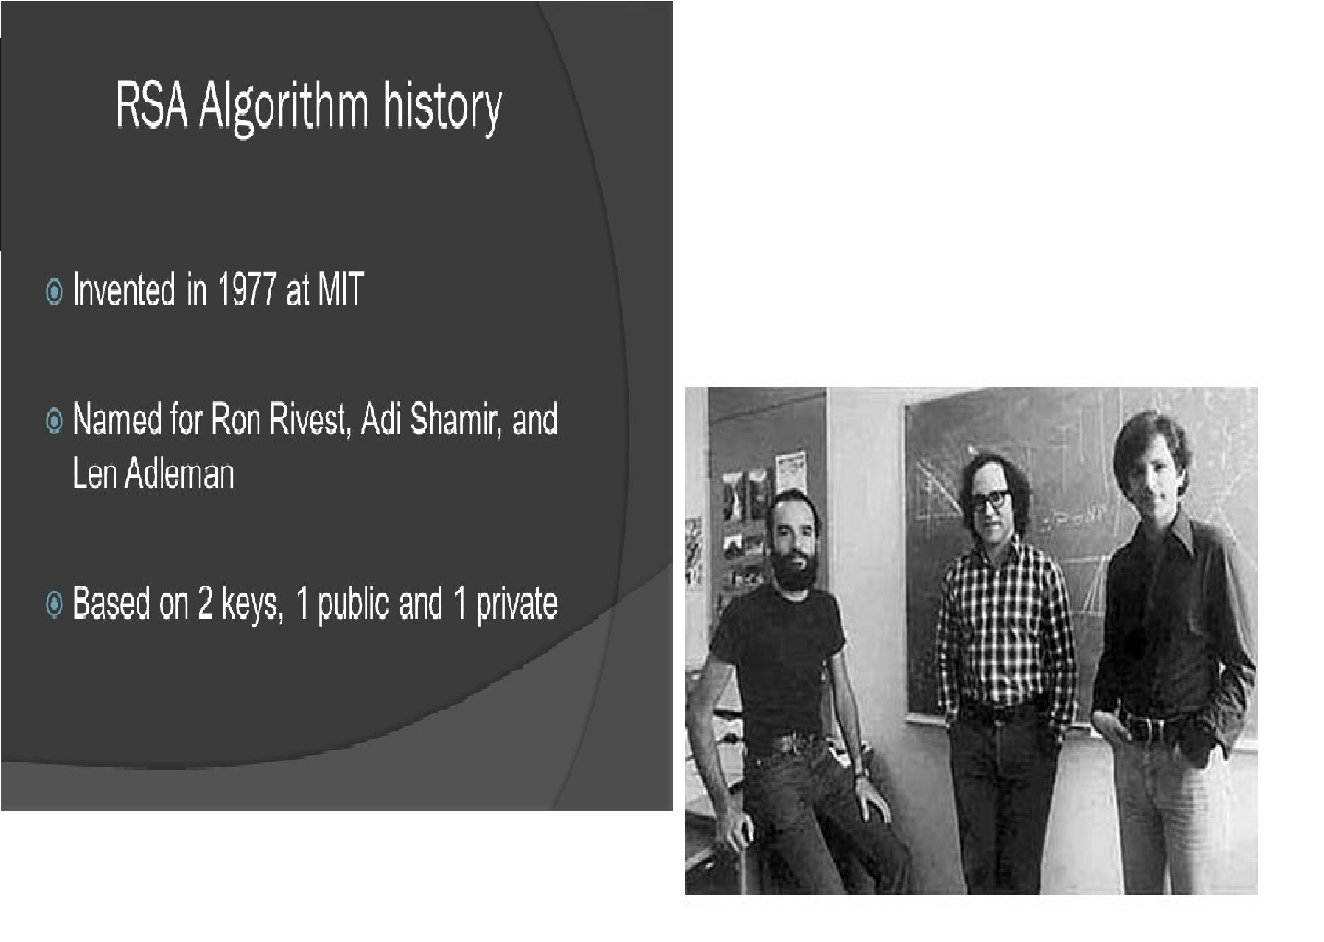 RSA Algorithm history
Invented in 1977 at MIT
Named for Ron Rivest, Adi Shamir, and
Len Adleman
Based on 2 keys, 1 public and 1 private